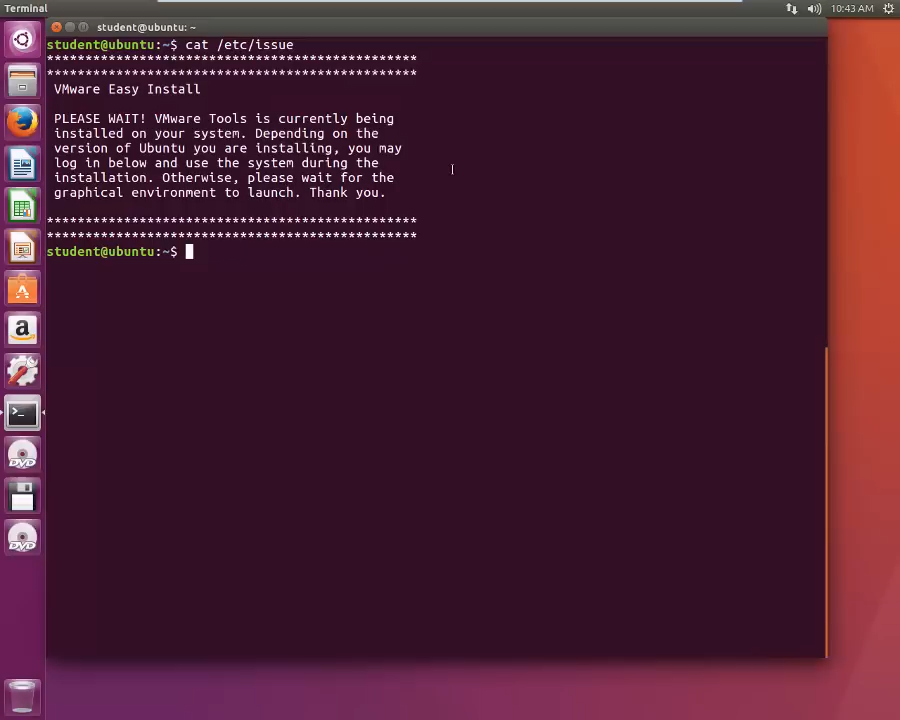 Terminal
10:43 AM
student@ubuntu: ~
student@ubuntu:~$ cat /etc/issue
***********************************************
***********************************************
VMware Easy Install
PLEASE WAIT! VMware Tools is currently being
installed on your system. Depending on the
version of Ubuntu you are installing, you may
log in below and use the system during the
installation. Otherwise, please wait for the
graphical environment to launch. Thank you.
***********************************************
***********************************************
student@ubuntu:~$
A
a
>_
DVD
DVD